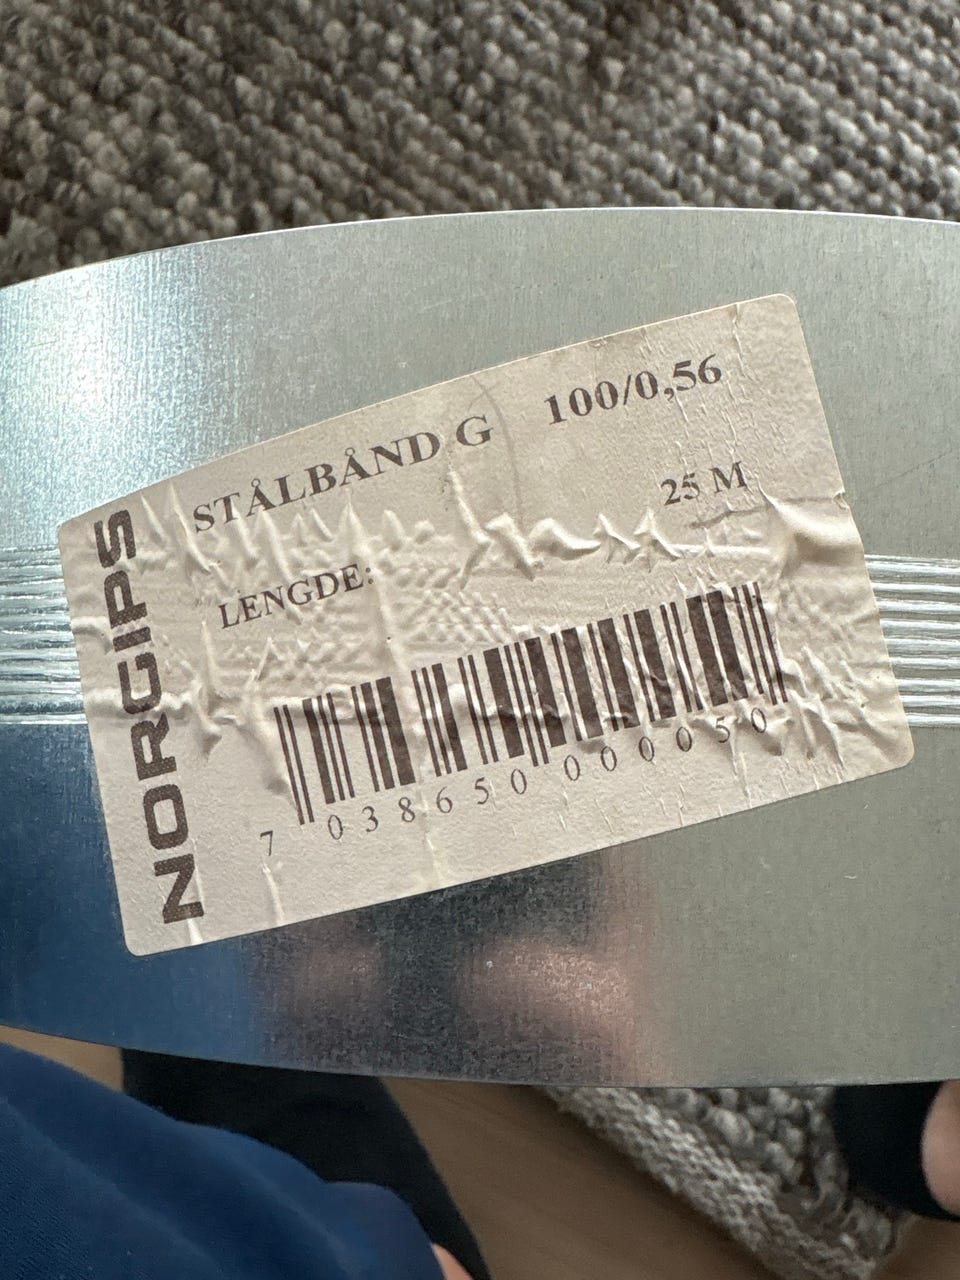 NORGIPS
STÅLBÅND G 100/0,56
LENGDE: 25 M
7 038650 000050